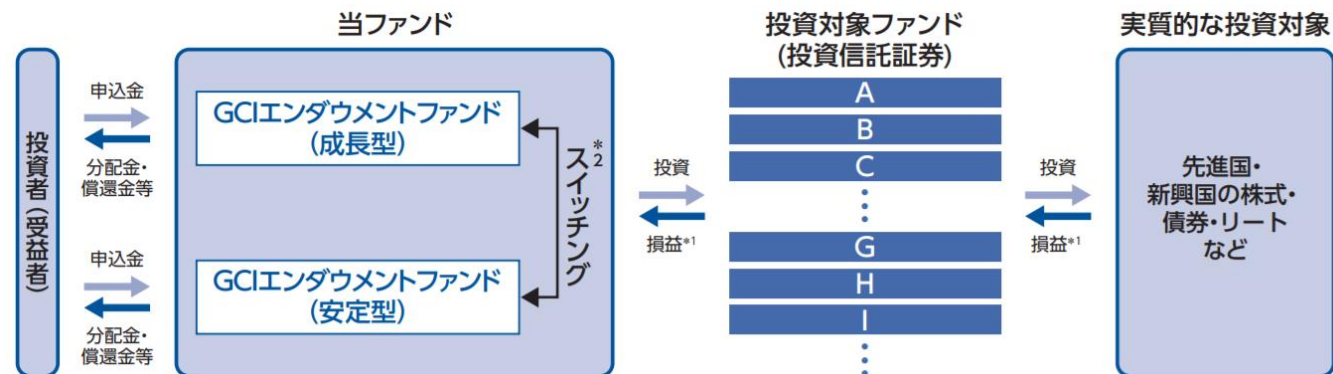 当ファンド
投資対象ファンド
(投資信託証券)
実質的な投資対象
投資者(受益者)
申込金
分配金・
償還金等
申込金
分配金・
償還金等
GCIエンダウメントファンド
(成長型)
GCIエンダウメントファンド
(安定型)
スイッチング*2
投資
損益*1
A
B
C
G
H
I
投資
損益*1
先進国・
新興国の株式・
債券・リート
など